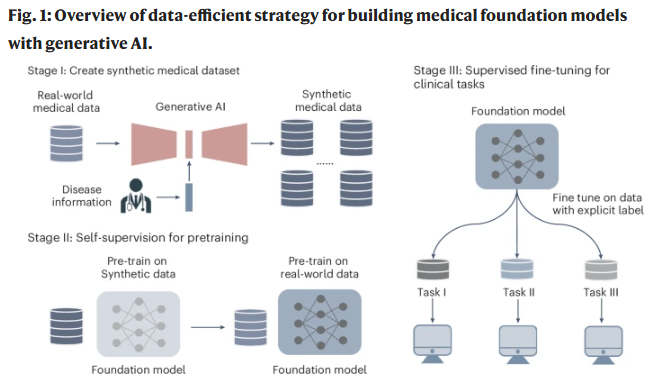 Fig. 1: Overview of data-efficient strategy for building medical foundation models
with generative AI.
Stage I: Create synthetic medical dataset
Real-world
medical data
Generative AI
Synthetic
medical data
......
Disease
information
Stage II: Self-supervision for pretraining
Pre-train on
Synthetic data
Pre-train on
real-world data
Foundation model
Foundation model
Stage III: Supervised fine-tuning for
clinical tasks
Foundation model
Fine tune on data
with explicit label
Task I
Task II
Task III